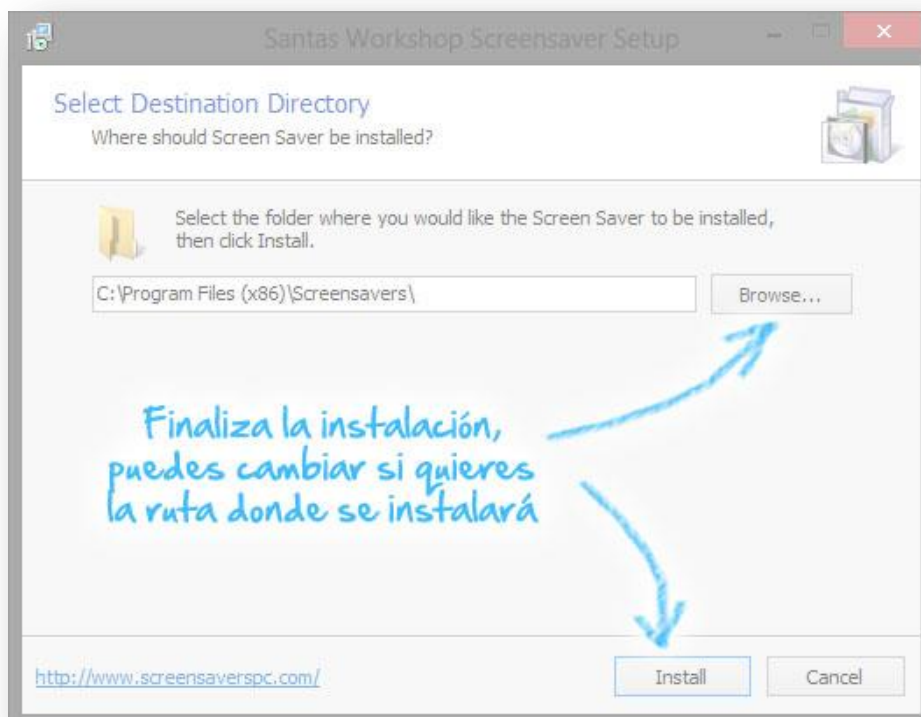 Santas Workshop Screensaver Setup
Select Destination Directory
Where should Screen Saver be installed?
Select the folder where you would like the Screen Saver to be installed,
then click Install.
C:\Program Files (x86)\Screensavers\
Browse...
Finaliza la instalación,
puedes cambiar si quieres
la ruta donde se instalará
http://www.screensaverspc.com/
Install
Cancel